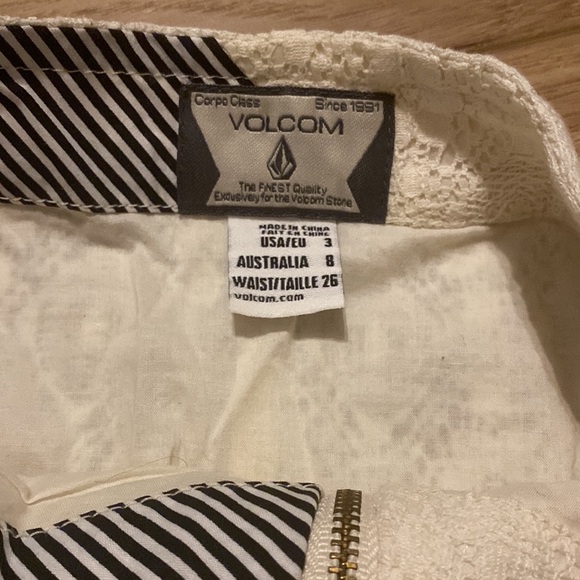 Corpo Class Since 1991
VOLCOM
The FINEST Quality
Exclusively for the Volcom Stone
MADE IN CHINA
FAIT EN CHINE
USA/EU 3
AUSTRALIA 8
WAIST/TAILLE 26
volcom.com